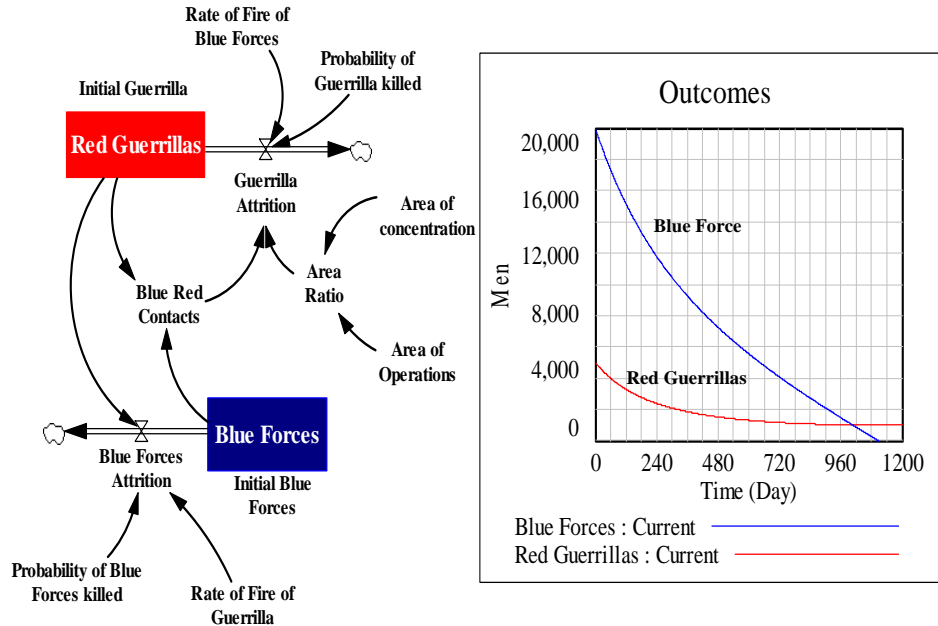 Rate of Fire of
Blue Forces
Probability of
Guerrilla killed
Initial Guerrilla
Red Guerrillas
Guerrilla
Attrition
Area of
concentration
Area
Ratio
Blue Red
Contacts
Area of
Operations
Blue Forces
Blue Forces
Attrition
Initial Blue
Forces
Probability of Blue
Forces killed
Rate of Fire of
Guerrilla
Outcomes
20,000
16,000
12,000
8,000
4,000
0
Men
Blue Force
Red Guerrillas
0 240 480 720 960 1200
Time (Day)
Blue Forces : Current
Red Guerrillas : Current